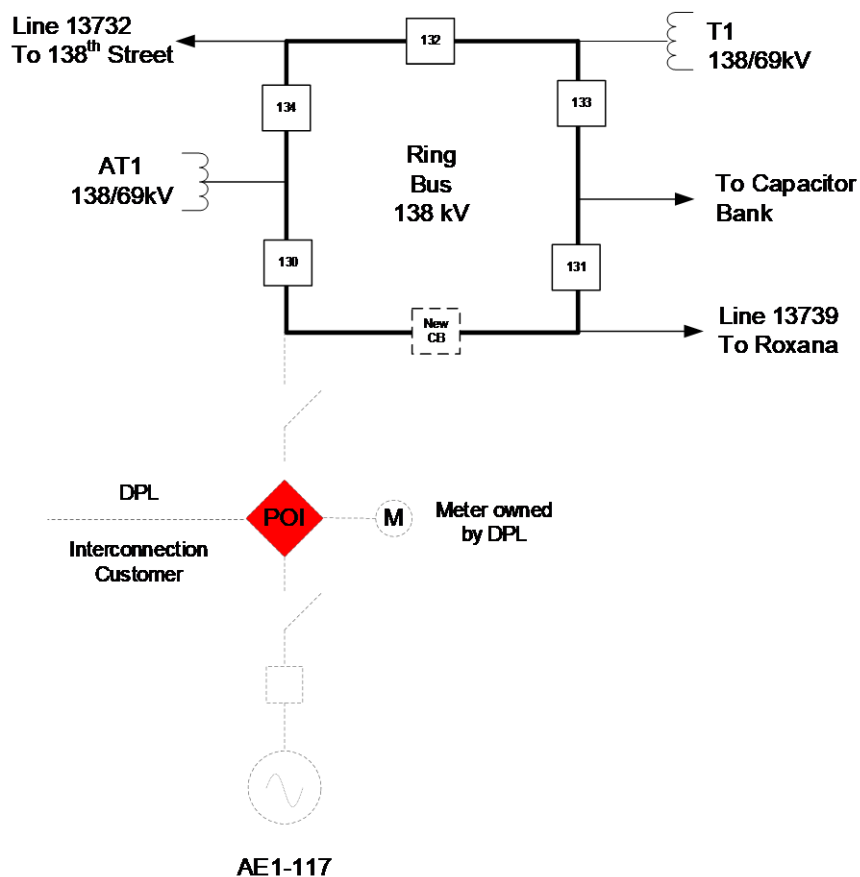 Line 13732
To 138th Street
132
T1
138/69kV
134
133
AT1
138/69kV
Ring
Bus
138 kV
To Capacitor
Bank
130
131
New
CB
Line 13739
To Roxana
DPL
POI
M
Meter owned
by DPL
Interconnection
Customer
AE1-117